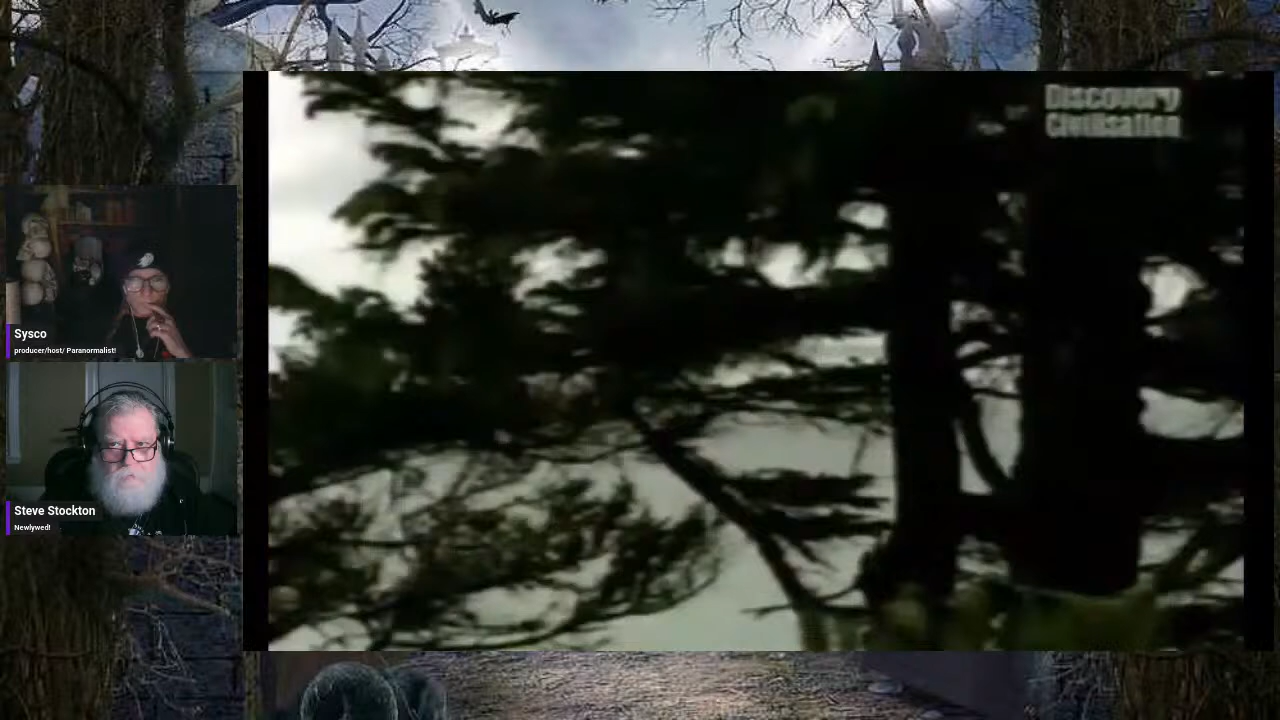 Discovery
Civilisation
Sysco
producer/host/ Paranormalist!
Steve Stockton
Newlywed!